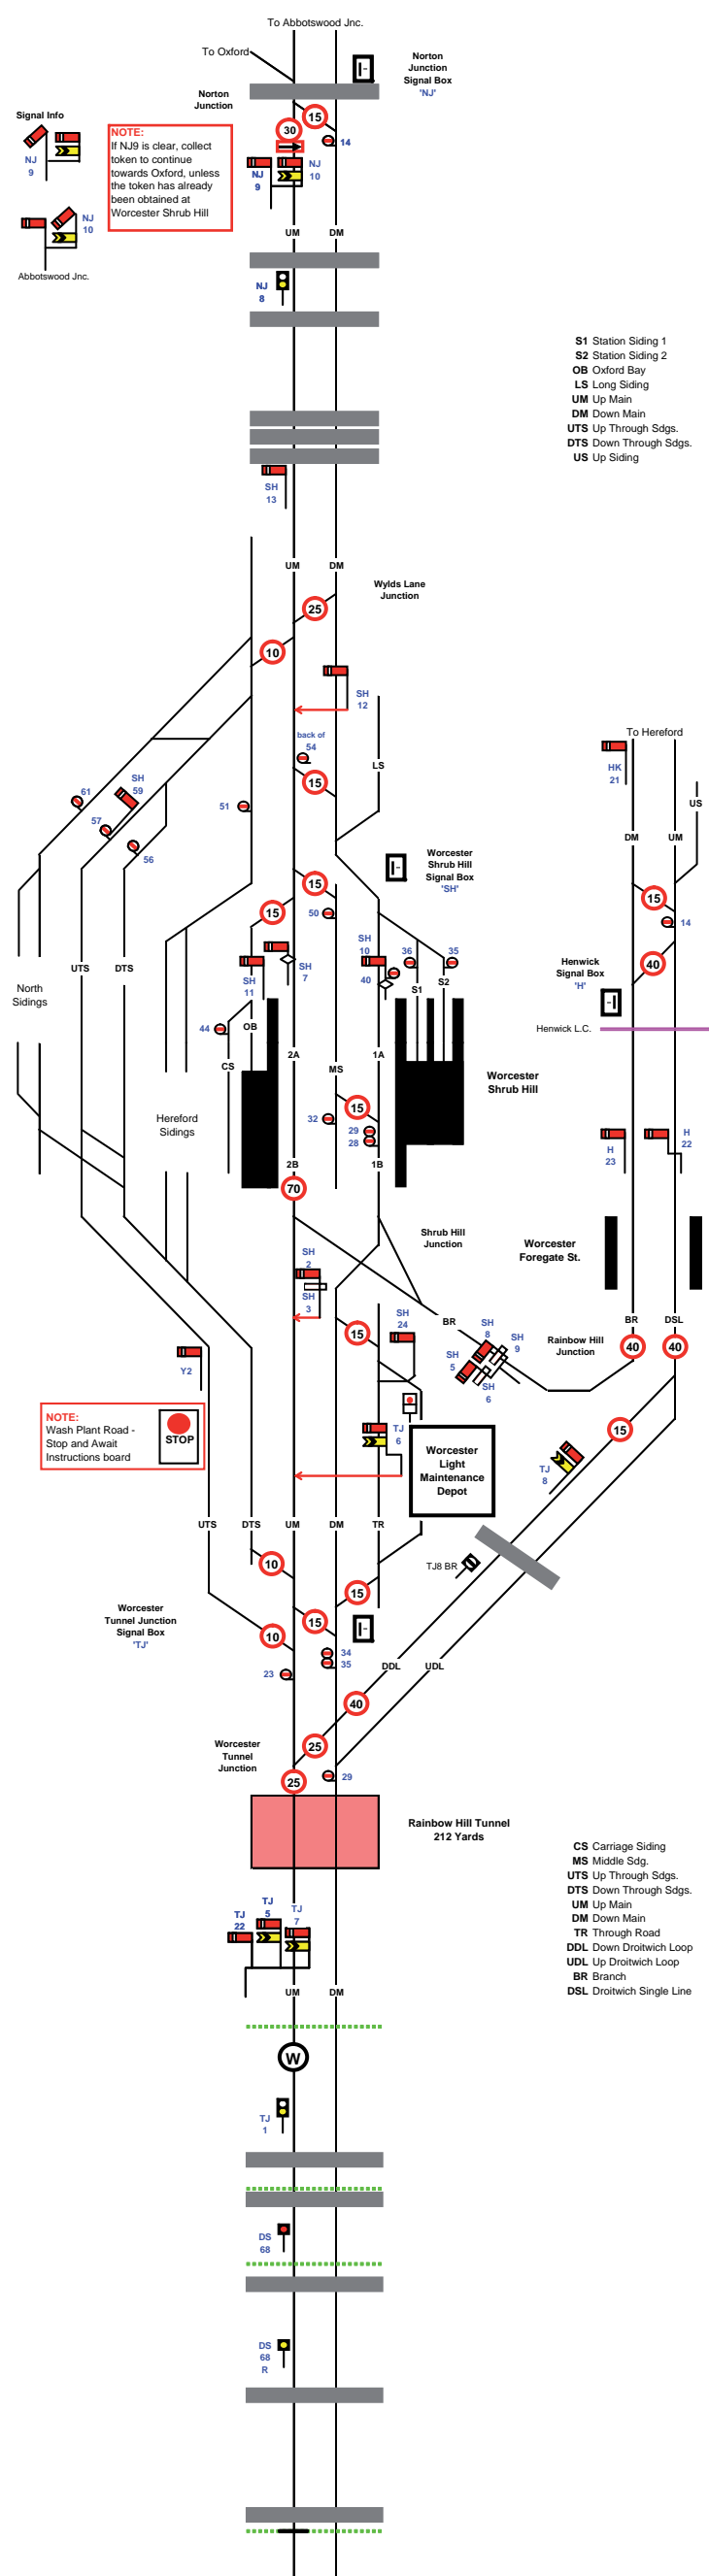 To Abbotswood Jnc.
To Oxford
Norton
Junction
Signal Box
'NJ'
Norton
Junction
Signal Info
NJ
9
NJ
10
Abbotswood Jnc.
NOTE:
If NJ9 is clear, collect
token to continue
towards Oxford, unless
the token has already
been obtained at
Worcester Shrub Hill
15
30
14
NJ
9
NJ
10
UM
DM
NJ
8
S1 Station Siding 1
S2 Station Siding 2
OB Oxford Bay
LS Long Siding
UM Up Main
DM Down Main
UTS Up Through Sdgs.
DTS Down Through Sdgs.
US Up Siding
SH
13
UM
DM
Wylds Lane
Junction
25
10
SH
12
back of
54
15
LS
To Hereford
HK
21
US
DM
UM
61
SH
59
57
56
51
Worcester
Shrub Hill
Signal Box
'SH'
15
15
50
15
14
40
Henwick
Signal Box
'H'
Henwick L.C.
SH
11
SH
7
SH
10
40
36
35
S1
S2
North
Sidings
UTS
DTS
44
OB
CS
2A
MS
1A
Worcester
Shrub Hill
Hereford
Sidings
32
15
29
28
2B
1B
70
H
23
H
22
Shrub Hill
Junction
Worcester
Foregate St.
SH
2
SH
3
SH
24
15
BR
SH
8
SH
9
SH
5
SH
6
Rainbow Hill
Junction
BR
DSL
40
40
Y2
NOTE:
Wash Plant Road -
Stop and Await
Instructions board
STOP
TJ
6
Worcester
Light
Maintenance
Depot
15
TJ
8
UTS
DTS
UM
DM
TR
TJ8 BR
10
15
Worcester
Tunnel Junction
Signal Box
'TJ'
10
15
34
35
23
DDL
UDL
40
Worcester
Tunnel
Junction
25
25
29
Rainbow Hill Tunnel
212 Yards
CS Carriage Siding
MS Middle Sdg.
UTS Up Through Sdgs.
DTS Down Through Sdgs.
UM Up Main
DM Down Main
TR Through Road
DDL Down Droitwich Loop
UDL Up Droitwich Loop
BR Branch
DSL Droitwich Single Line
TJ
22
TJ
5
TJ
7
UM
DM
W
TJ
1
DS
68
DS
68
R